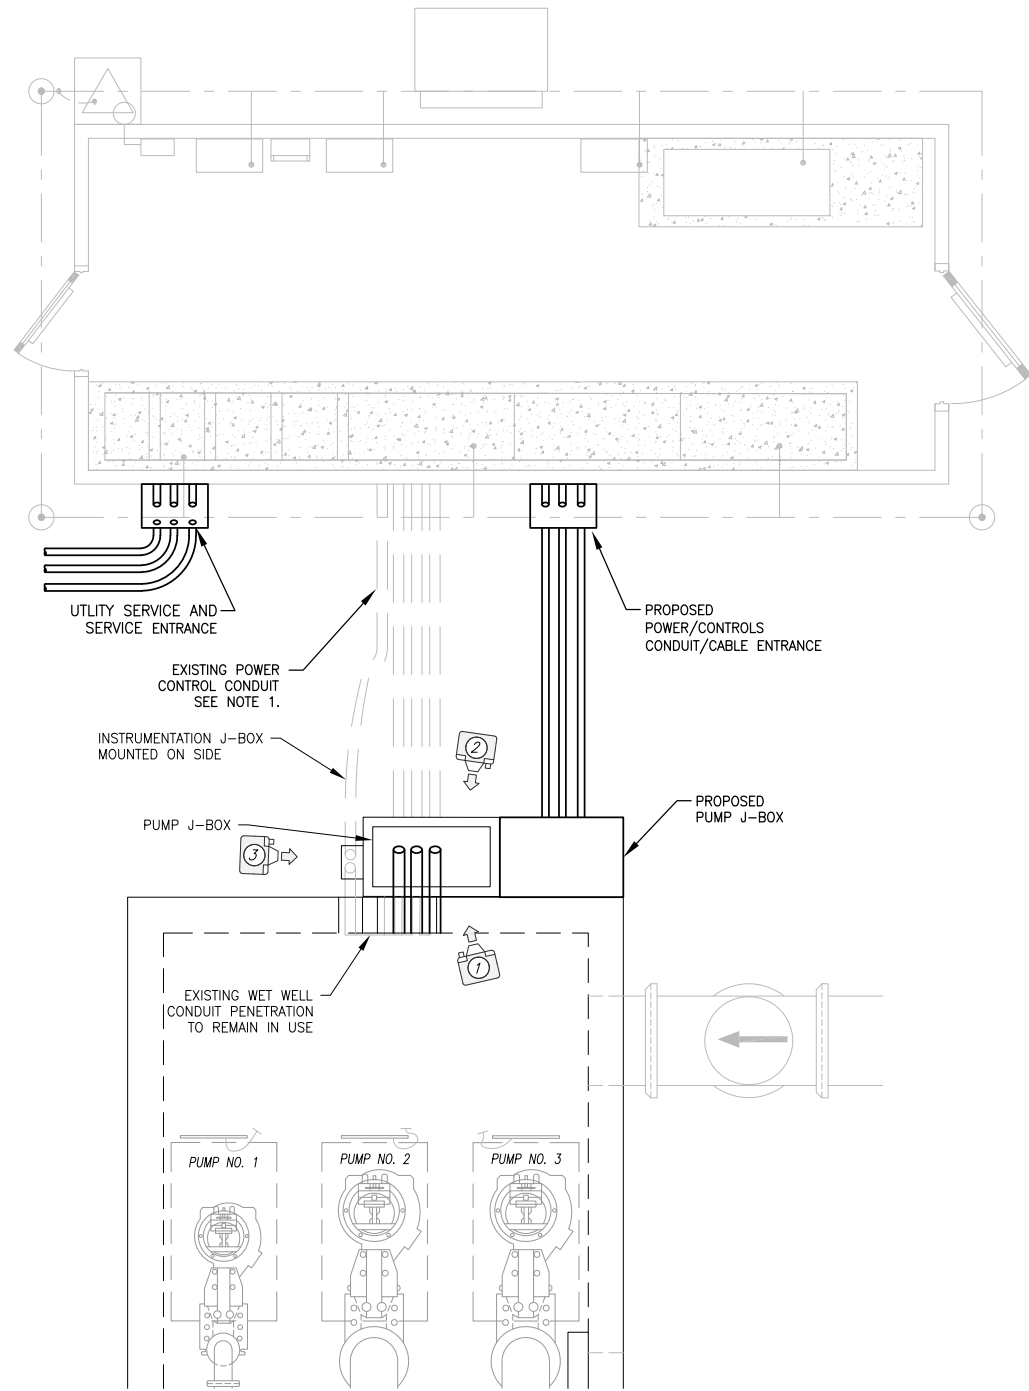 UTLITY SERVICE AND
SERVICE ENTRANCE
PROPOSED
POWER/CONTROLS
CONDUIT/CABLE ENTRANCE
EXISTING POWER
CONTROL CONDUIT
SEE NOTE 1.
INSTRUMENTATION J-BOX
MOUNTED ON SIDE
2
PROPOSED
PUMP J-BOX
PUMP J-BOX
3
1
EXISTING WET WELL
CONDUIT PENETRATION
TO REMAIN IN USE
PUMP NO. 1
PUMP NO. 2
PUMP NO. 3